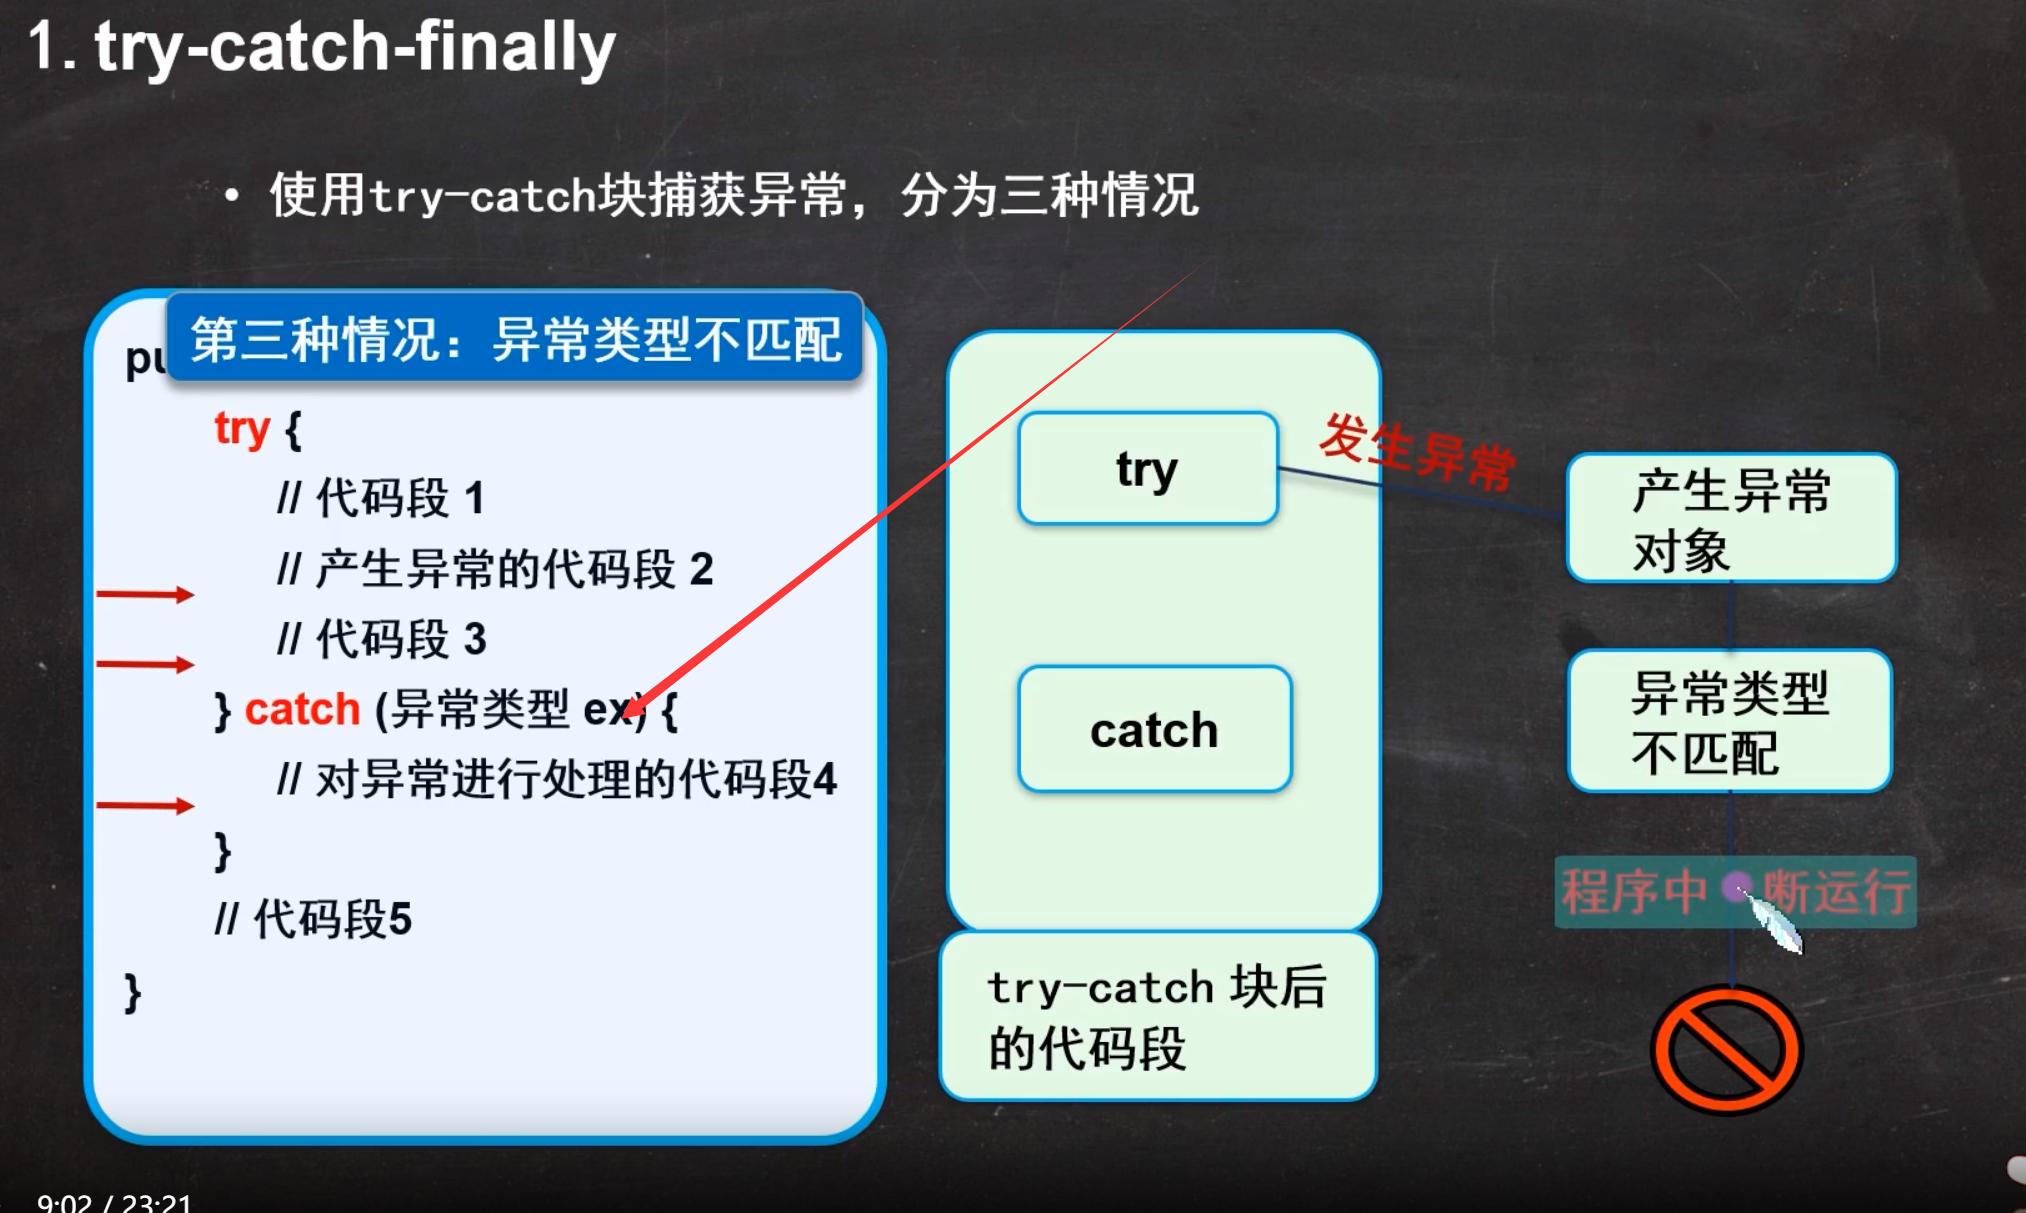 1. try-catch-finally
• 使用try-catch块捕获异常，分为三种情况
第三种情况：异常类型不匹配
pu
try {
// 代码段 1
// 产生异常的代码段 2
// 代码段 3
} catch (异常类型 ex) {
// 对异常进行处理的代码段4
}
// 代码段5
}
try
发生异常
产生异常
对象
catch
异常类型
不匹配
程序中断运行
try-catch 块后
的代码段
9:02 / 23:21